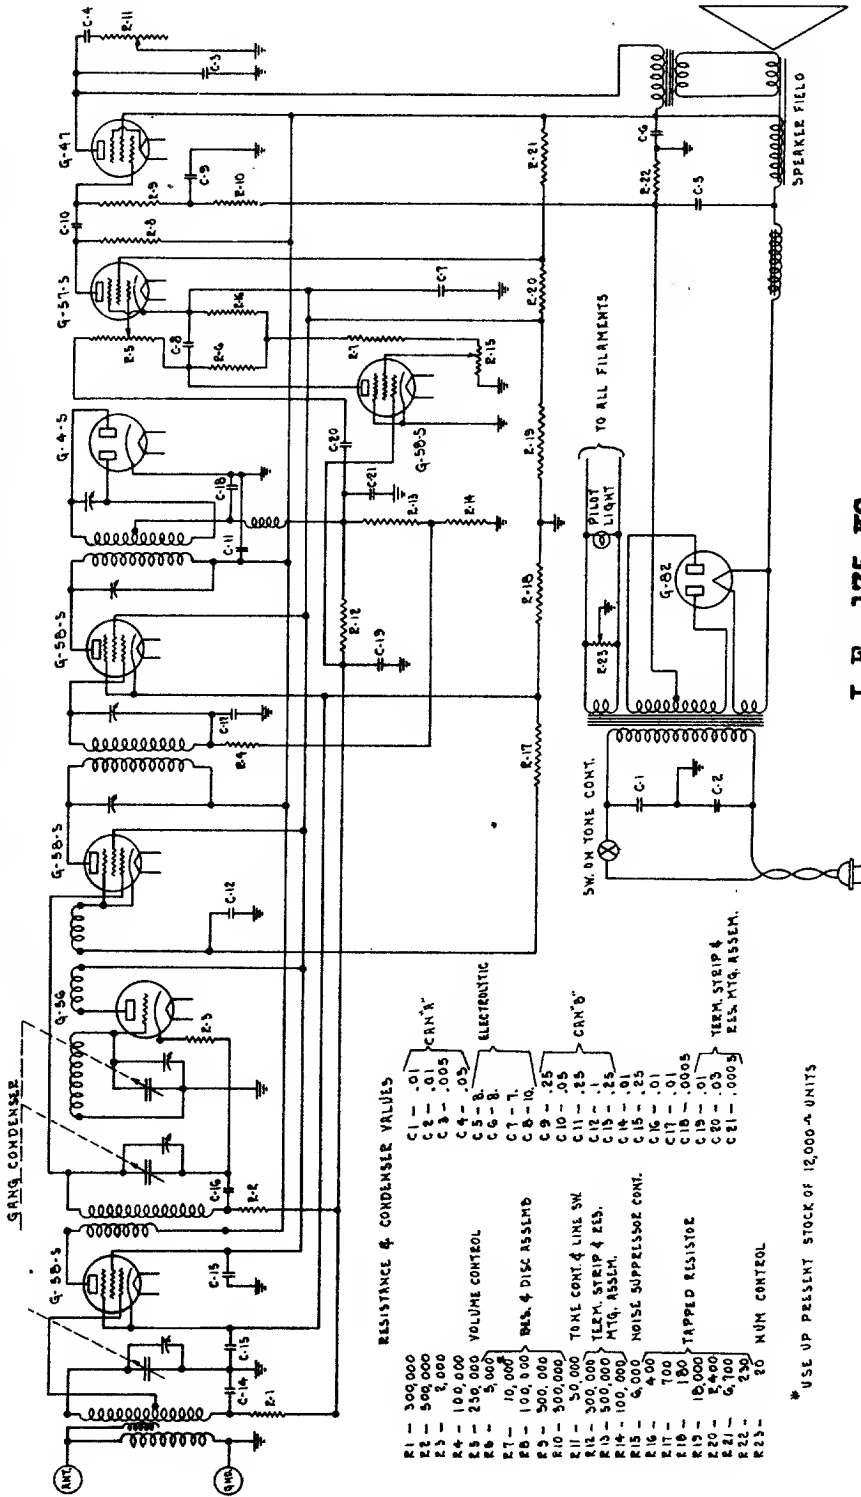 GANG CONDENSER
ANT.
GND.
G-58-S
G-56
G-58-S
G-58-S
G-4-S
G-57-S
G-47
C-4
R-11
C-3
C-10
R-9
C-9
R-10
R-8
R-5
C-8
R-16
R-6
C-7
R-7
R-15
G-58-S
C-20
C-21
C-18
C-11
R-13
R-14
R-12
C-19
C-17
R-4
C-12
R-3
C-16
R-2
C-15
C-15
C-14
R-1
R-21
R-20
R-19
R-18
R-17
C-6
R-22
C-5
SPEAKER FIELD
TO ALL FILAMENTS
PILOT
LIGHT
R-23
G-82
SW. ON TONE CONT.
C-1
C-2
RESISTANCE & CONDENSER VALUES
R1 - 300,000
R2 - 500,000
R3 - 2,000
R4 - 100,000
R5 - 250,000 VOLUME CONTROL
R6 - 5,000
R7 - 10,000*
R8 - 100,000 RES. & DISC ASSEMB
R9 - 500,000
R10 - 300,000
R11 - 50,000 TONE CONT. & LINE SW.
R12 - 500,000 TERM. STRIP & RES.
R13 - 500,000 MTG. ASSEM.
R14 - 100,000
R15 - 6,000 NOISE SUPPRESSOR CONT.
R16 - 400
R17 - 700
R18 - 180 TAPPED RESISTOR
R19 - 18,000
R20 - 2,400
R21 - 6,700
R22 - 230
R23 - 20 HUM CONTROL
C1 - .01
C2 - .01 CAN "A"
C3 - .005
C4 - .05
C5 - 8.
C6 - 8. ELECTROLYTIC
C7 - 7.
C8 - 10.
C9 - .25
C10 - .05
C11 - .25 CAN "B"
C12 - .1
C13 - .25
C14 - .01
C15 - .25
C16 - .01
C17 - .01
C18 - .0005
C19 - .01
C20 - .03 TERM. STRIP &
C21 - .0005 RES. MTG. ASSEM.
* USE UP PRESENT STOCK OF 12,000 ^ UNITS